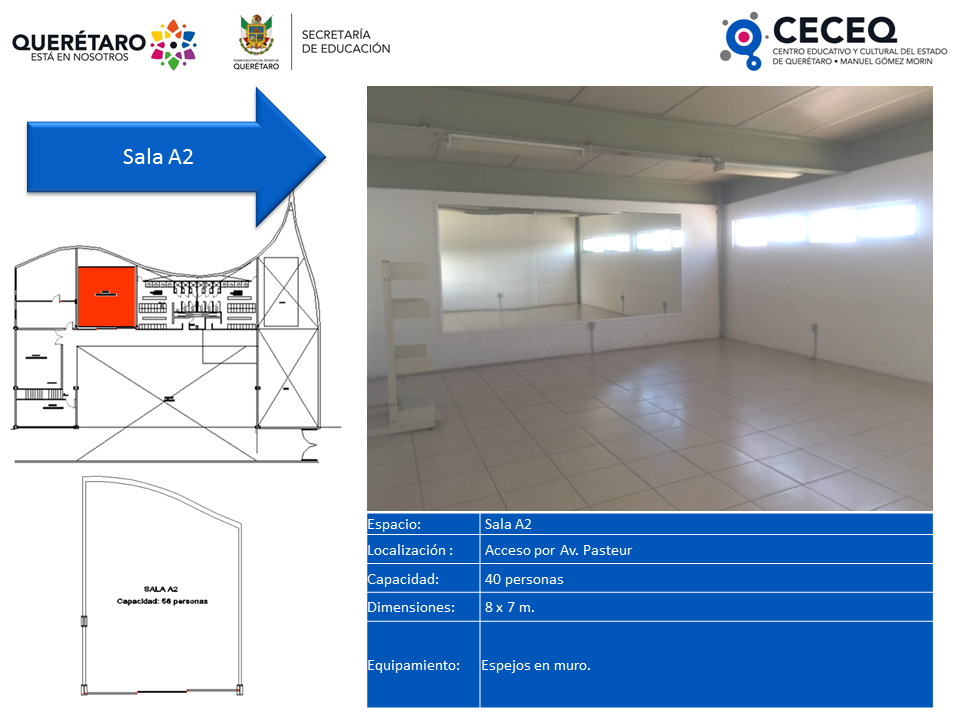 QUERÉTARO
ESTÁ EN NOSOTROS
PODER EJECUTIVO DEL ESTADO DE
QUERÉTARO
SECRETARÍA
DE EDUCACIÓN
CECEQ
CENTRO EDUCATIVO Y CULTURAL DEL ESTADO
DE QUERÉTARO • MANUEL GÓMEZ MORIN
Sala A2
SALA A2
Capacidad: 56 personas
Espacio: Sala A2
Localización : Acceso por Av. Pasteur
Capacidad: 40 personas
Dimensiones: 8 x 7 m.
Equipamiento: Espejos en muro.